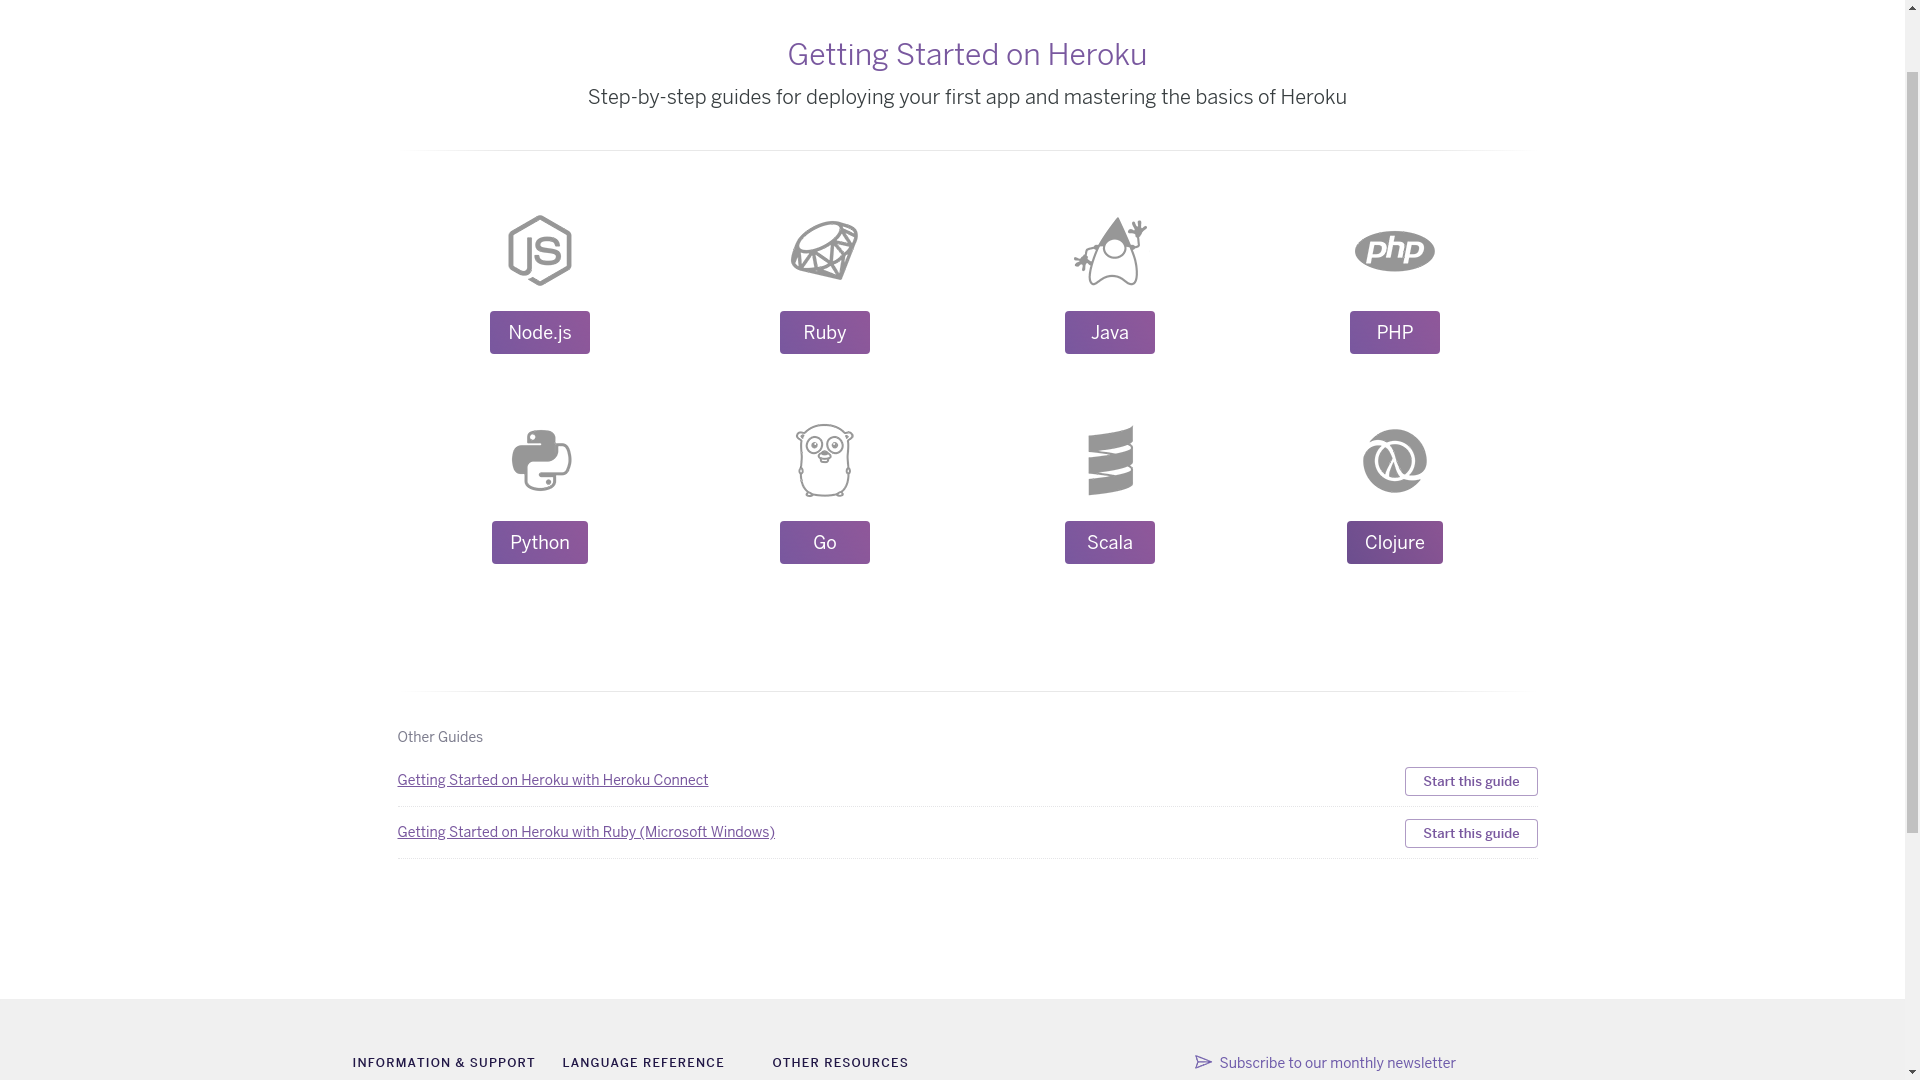 Getting Started on Heroku
Step-by-step guides for deploying your first app and mastering the basics of Heroku
JS
php
Node.js
Ruby
Java
PHP
Python
Go
Scala
Clojure
Other Guides
Getting Started on Heroku with Heroku Connect
Start this guide
Getting Started on Heroku with Ruby (Microsoft Windows)
Start this guide
INFORMATION & SUPPORT
LANGUAGE REFERENCE
OTHER RESOURCES
Subscribe to our monthly newsletter